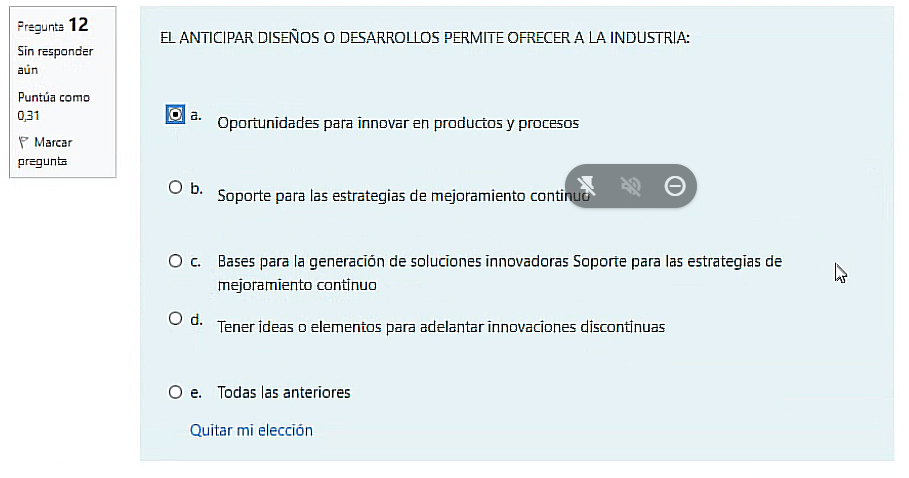 Pregunta 12
Sin responder
aún
Puntúa como
0,31
Marcar
pregunta
EL ANTICIPAR DISEÑOS O DESARROLLOS PERMITE OFRECER A LA INDUSTRIA:
a. Oportunidades para innovar en productos y procesos
b. Soporte para las estrategias de mejoramiento continuo
c. Bases para la generación de soluciones innovadoras Soporte para las estrategias de
mejoramiento continuo
d. Tener ideas o elementos para adelantar innovaciones discontinuas
e. Todas las anteriores
Quitar mi elección